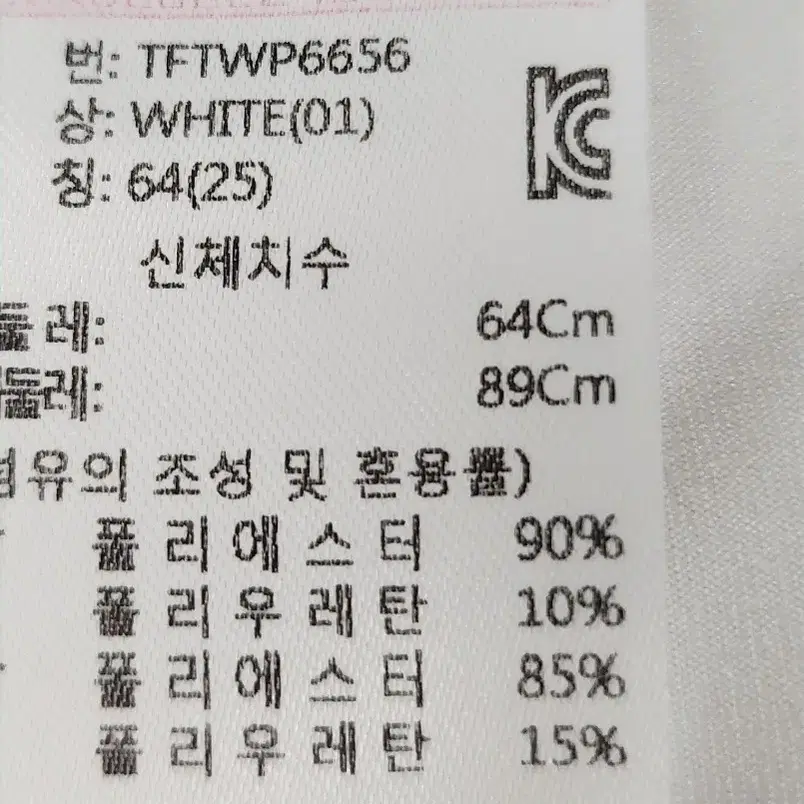 번: TFTWP6656
상: WHITE(01)
칭: 64(25)
KC
신체치수
둘레: 64Cm
둘레: 89Cm
섬유의 조성 및 혼용률)
폴리에스터 90%
폴리우레탄 10%
폴리에스터 85%
폴리우레탄 15%